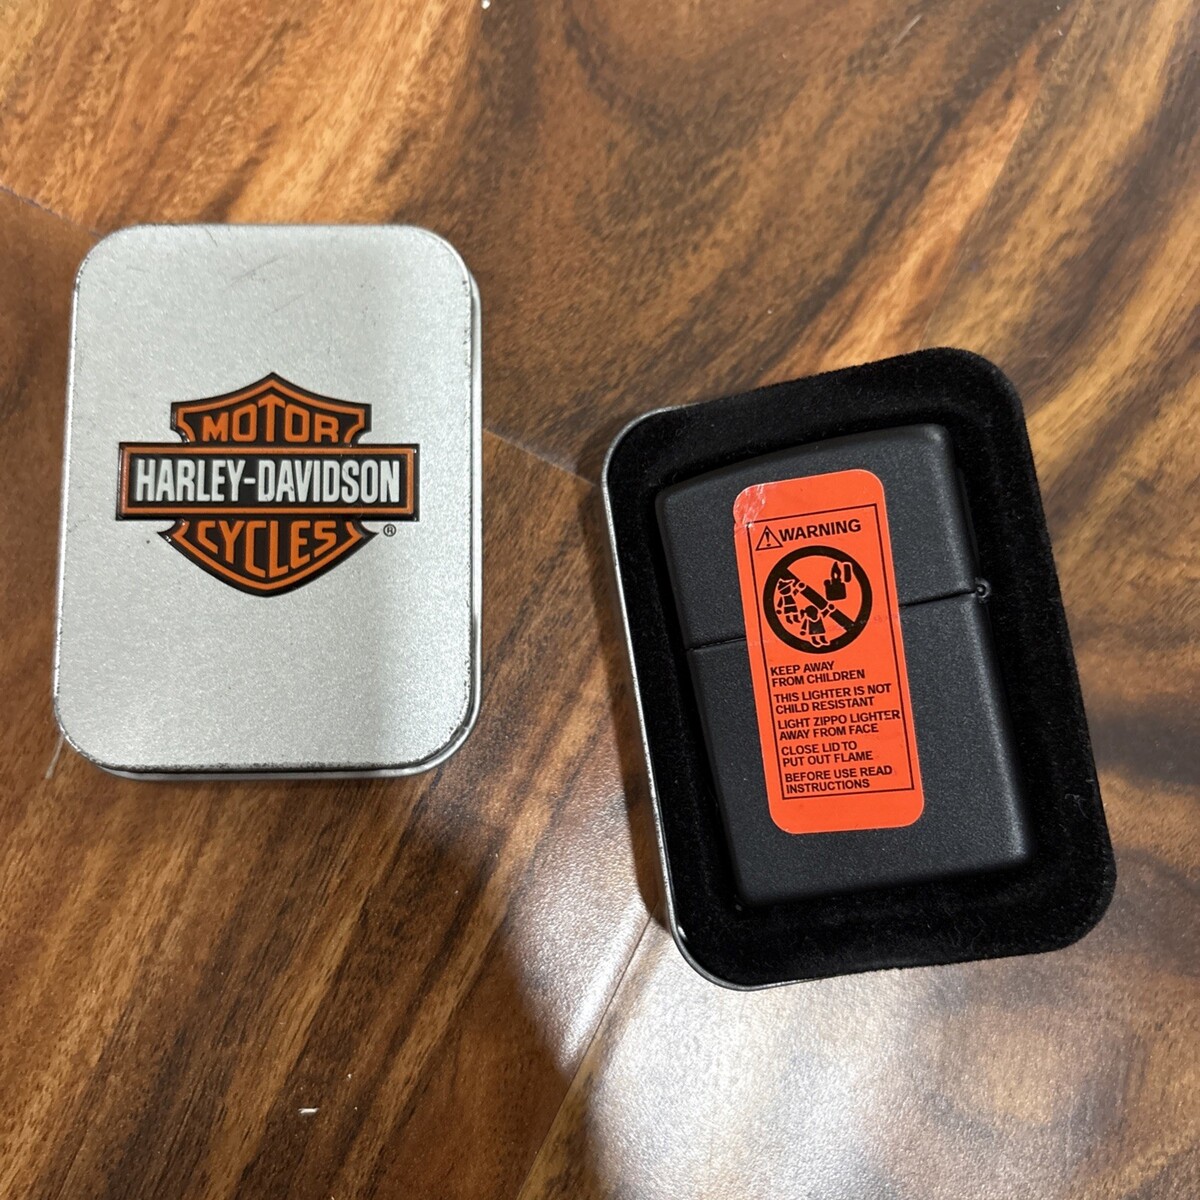 MOTOR
HARLEY-DAVIDSON
CYCLES
®
⚠WARNING
KEEP AWAY
FROM CHILDREN
THIS LIGHTER IS NOT
CHILD RESISTANT
LIGHT ZIPPO LIGHTER
AWAY FROM FACE
CLOSE LID TO
PUT OUT FLAME
BEFORE USE READ
INSTRUCTIONS